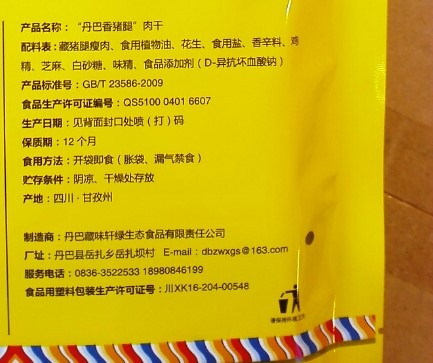 产品名称：“丹巴香猪腿”肉干
配料表：藏猪腿瘦肉、食用植物油、花生、食用盐、香辛料、鸡
精、芝麻、白砂糖、味精、食品添加剂（D-异抗坏血酸钠）
产品标准号：GB/T 23586-2009
食品生产许可证编号：QS5100 0401 6607
生产日期：见背面封口处喷（打）码
保质期：12个月
食用方法：开袋即食（胀袋、漏气禁食）
贮存条件：阴凉、干燥处存放
产地：四川·甘孜州
制造商：丹巴藏味轩绿生态食品有限责任公司
厂址：丹巴县岳扎乡岳扎坝村 E-mail：dbzwxgs@163.com
服务电话：0836-3522533 18980846199
食品用塑料包装生产许可证号：川XK16-204-00548